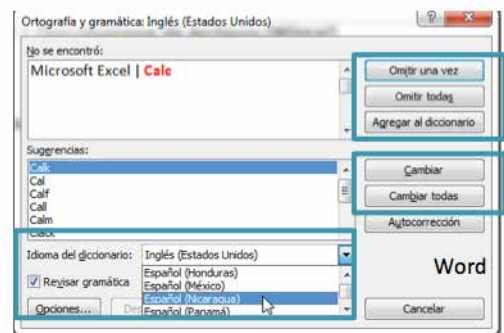 Ortografía y gramática: Inglés (Estados Unidos)
No se encontró:
Microsoft Excel | Calc
Omitir una vez
Omitir todas
Agregar al diccionario
Sugerencias:
Calk
Cal
Calf
Call
Calm
Clack
Cambiar
Cambiar todas
Autocorrección
Idioma del diccionario: Inglés (Estados Unidos)
Español (Honduras)
Español (México)
Español (Nicaragua)
Español (Panamá)
Revisar gramática
Word
Opciones...
Cancelar